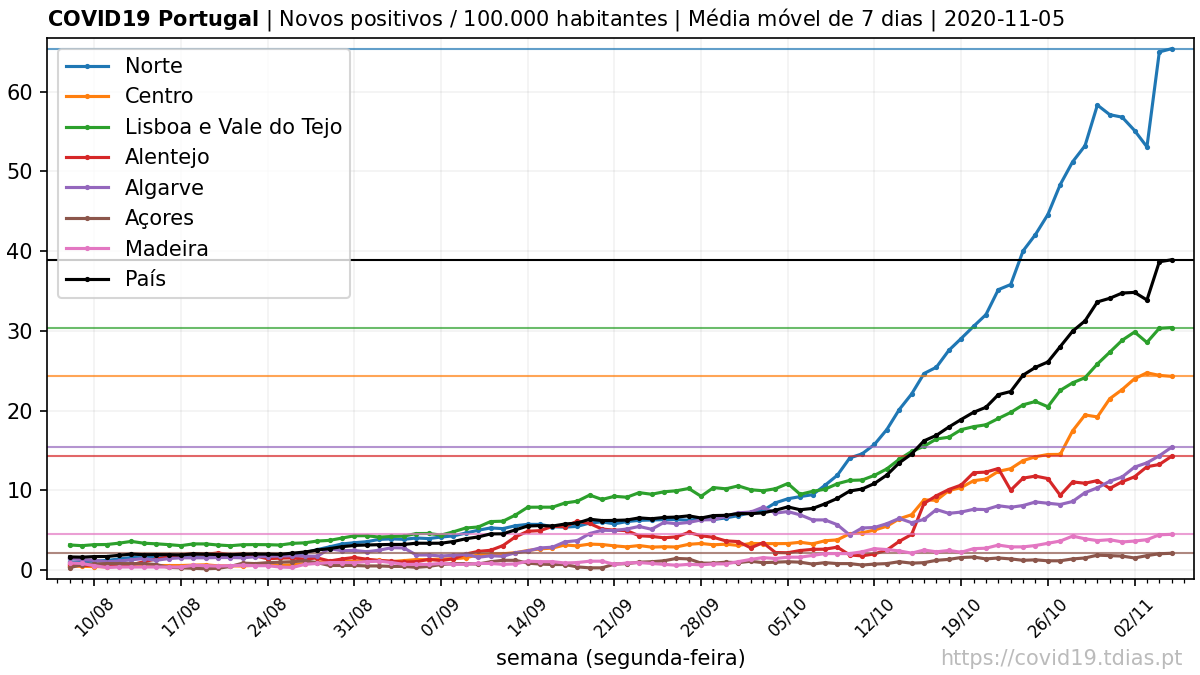 COVID19 Portugal | Novos positivos / 100.000 habitantes | Média móvel de 7 dias | 2020-11-05
Norte
Centro
Lisboa e Vale do Tejo
Alentejo
Algarve
Açores
Madeira
País
60
50
40
30
20
10
0
10/08
17/08
24/08
31/08
07/09
14/09
21/09
28/09
05/10
12/10
19/10
26/10
02/11
semana (segunda-feira)
https://covid19.tdias.pt